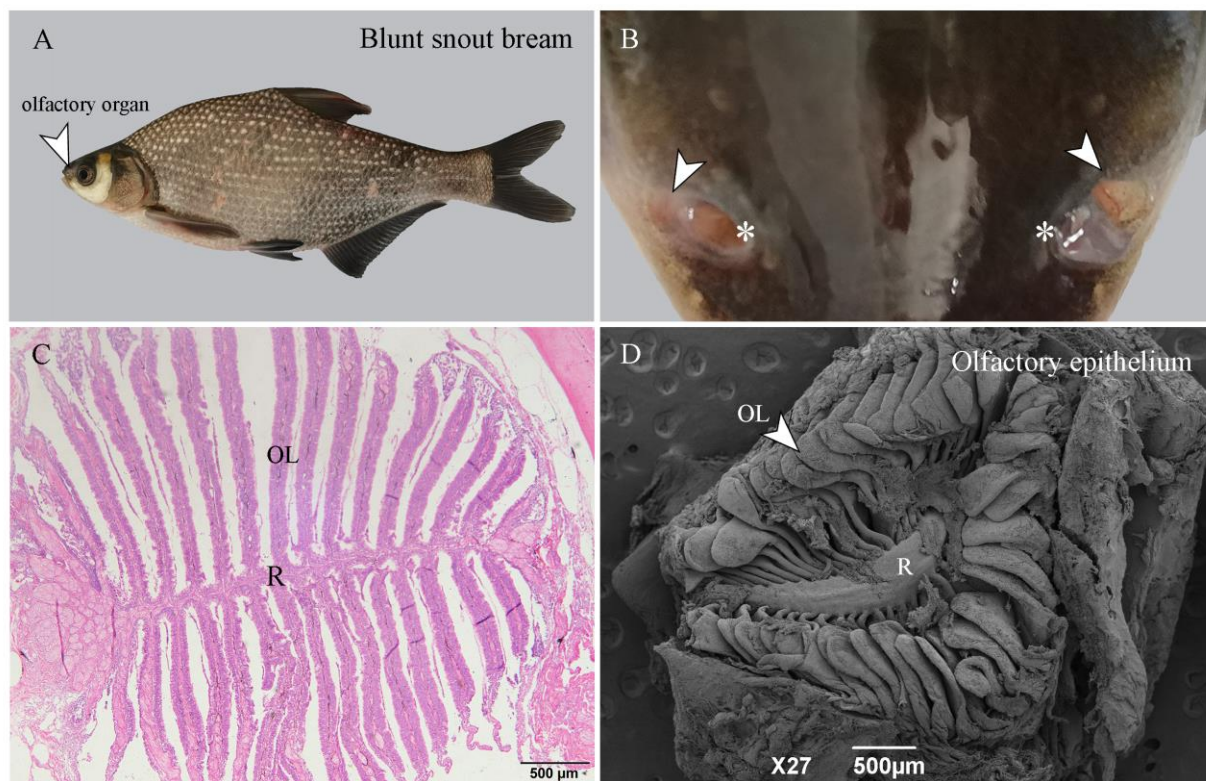 A
Blunt snout bream
olfactory organ
B
*
*
C
OL
R
500 μm
D
Olfactory epithelium
OL
R
X27
500μm